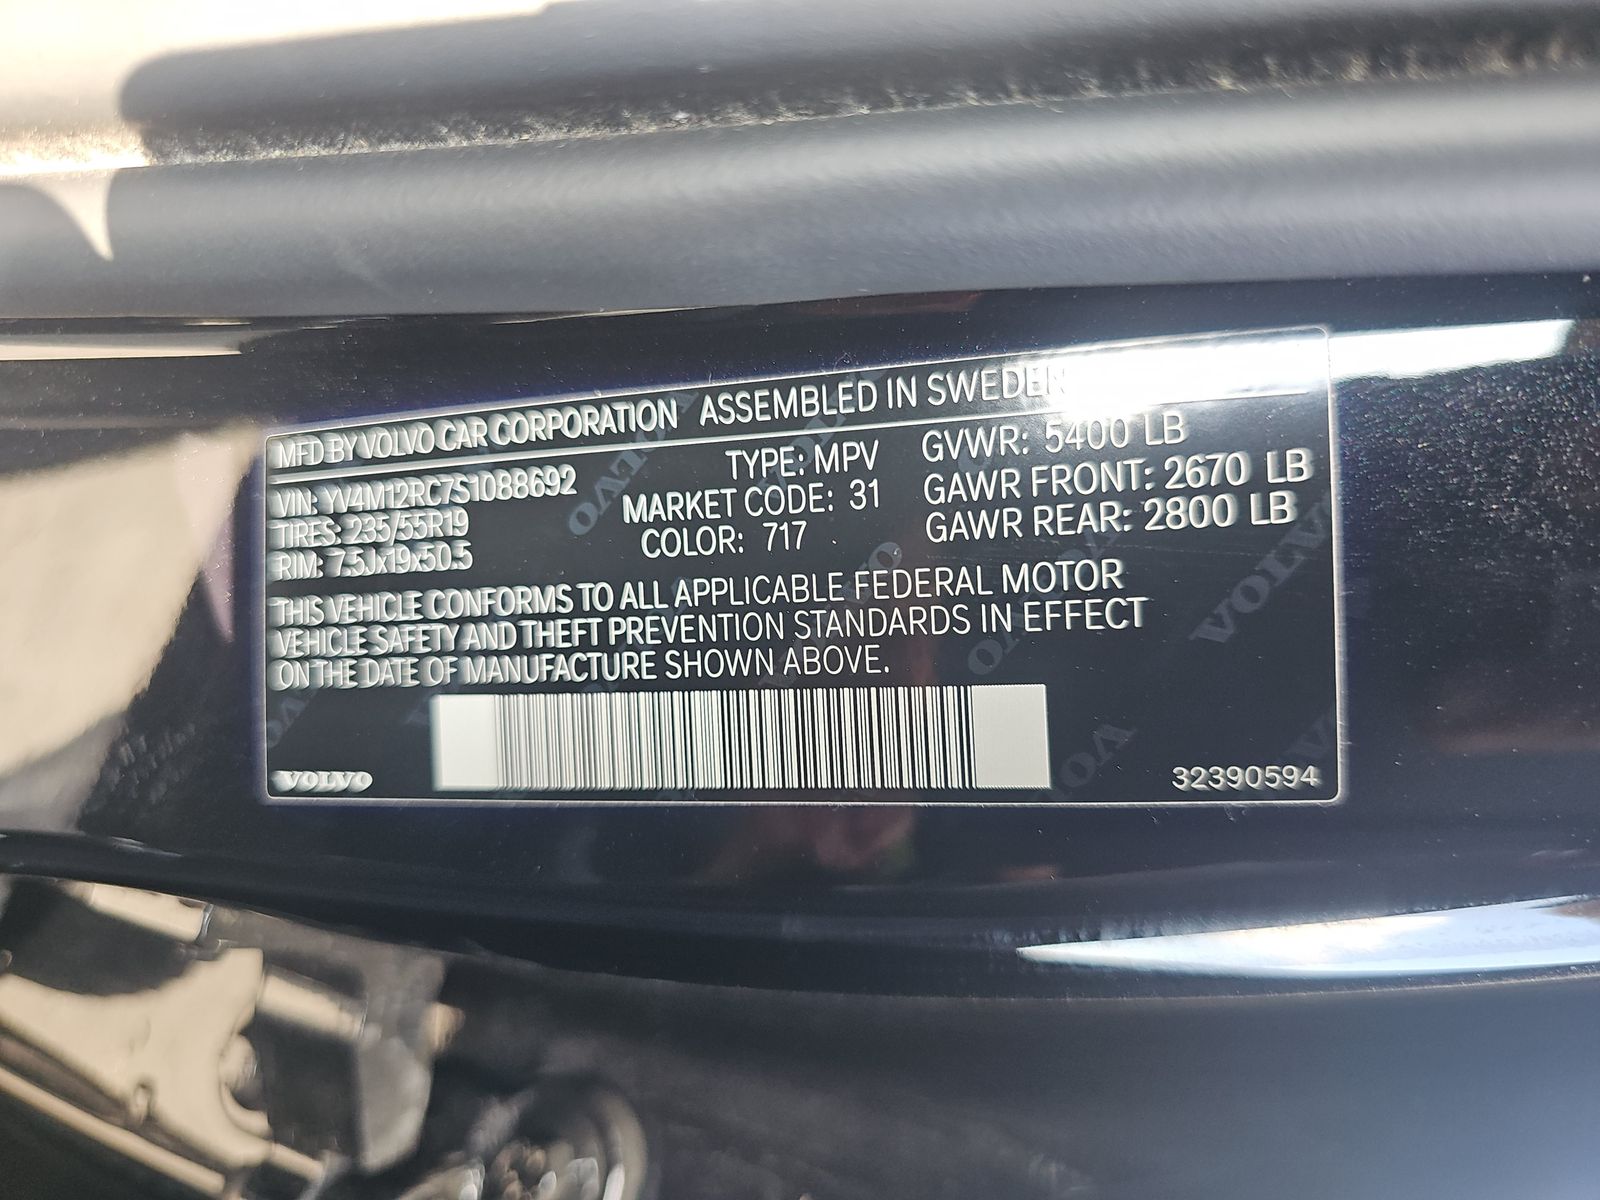 MFD BY VOLVO CAR CORPORATION ASSEMBLED IN SWEDEN
VIN: YV4M12RC7S1088692 TYPE: MPV GVWR: 5400 LB
TIRES: 235/55R19 MARKET CODE: 31 GAWR FRONT: 2670 LB
RIM: 7.5Jx19x50.5 COLOR: 717 GAWR REAR: 2800 LB
THIS VEHICLE CONFORMS TO ALL APPLICABLE FEDERAL MOTOR
VEHICLE SAFETY AND THEFT PREVENTION STANDARDS IN EFFECT
ON THE DATE OF MANUFACTURE SHOWN ABOVE.
VOLVO 32390594